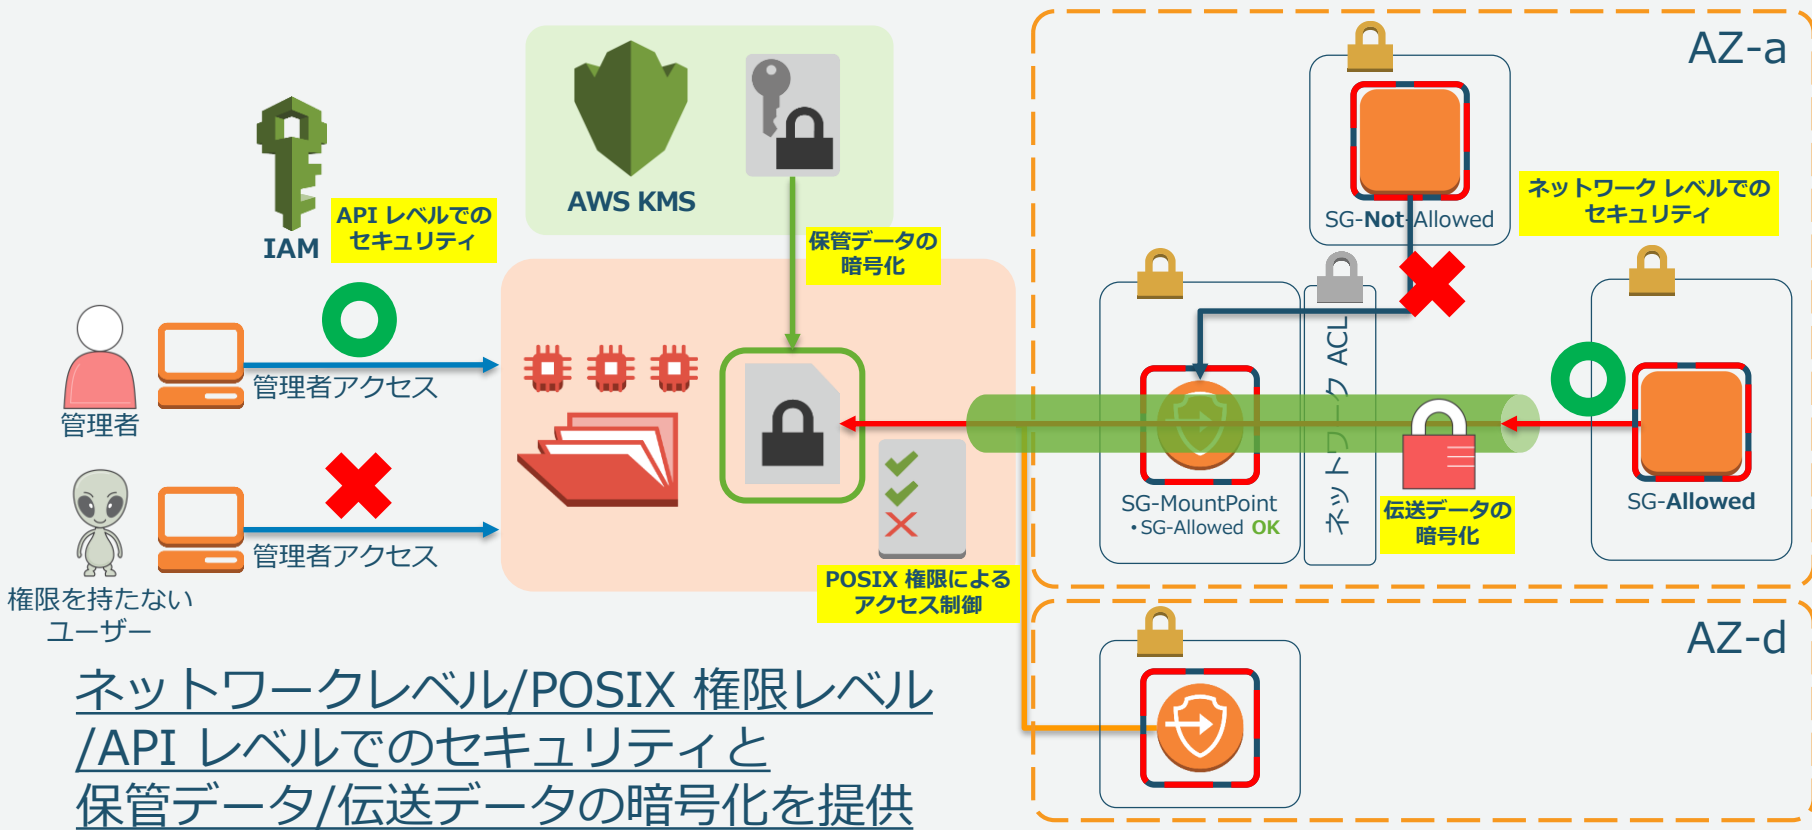 AZ-a
AWS KMS
IAM
API レベルでの
セキュリティ
保管データの
暗号化
SG-Not-Allowed
ネットワーク レベルでの
セキュリティ
管理者
管理者アクセス
権限を持たない
ユーザー
管理者アクセス
POSIX 権限による
アクセス制御
SG-MountPoint
• SG-Allowed OK
ネットワーク ACL
伝送データの
暗号化
SG-Allowed
AZ-d
ネットワークレベル/POSIX 権限レベル
/API レベルでのセキュリティと
保管データ/伝送データの暗号化を提供